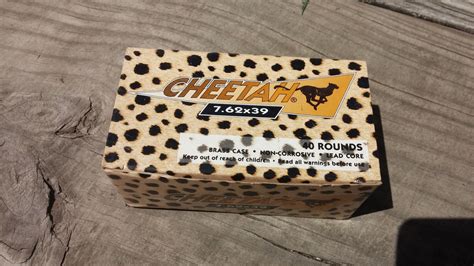 CHEETAH®
7.62x39
40 ROUNDS
BRASS CASE • NON-CORROSIVE • LEAD CORE
Keep out of reach of children • Read all warnings before use